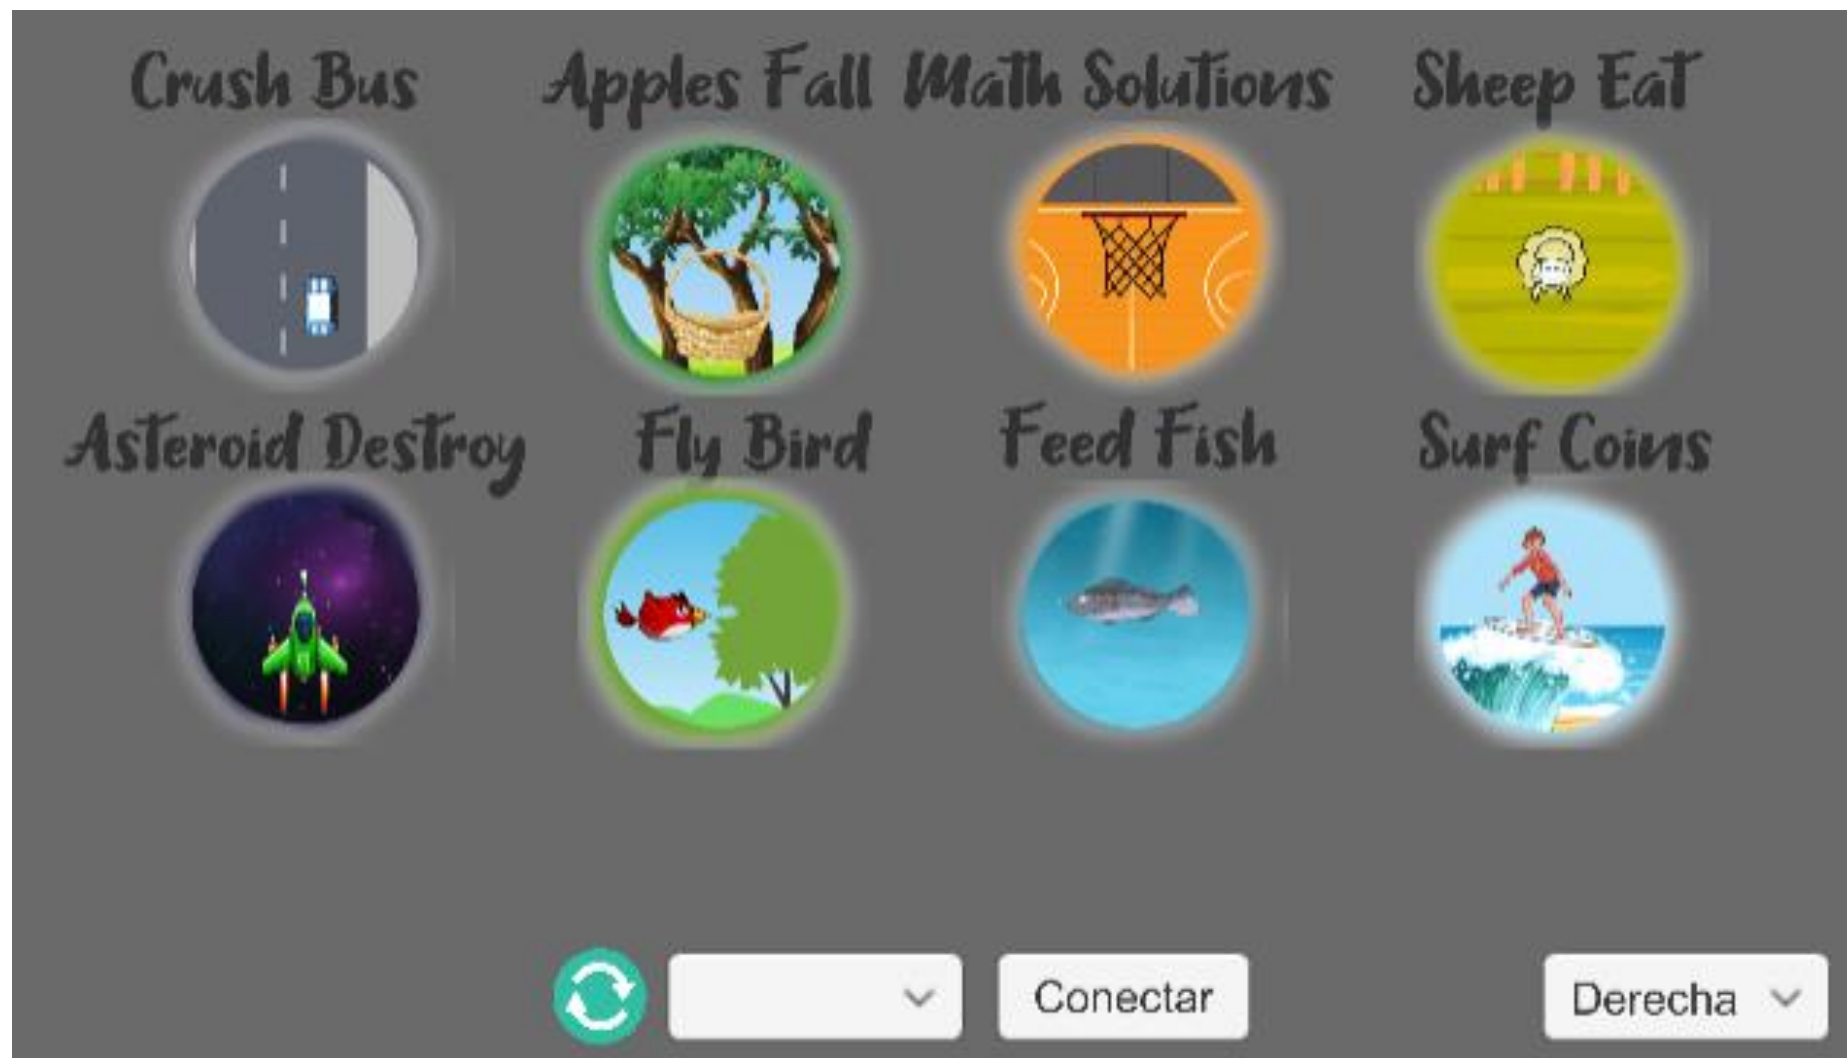 Crush Bus
Apples Fall
Math Solutions
Sheep Eat
Asteroid Destroy
Fly Bird
Feed Fish
Surf Coins
Conectar
Derecha